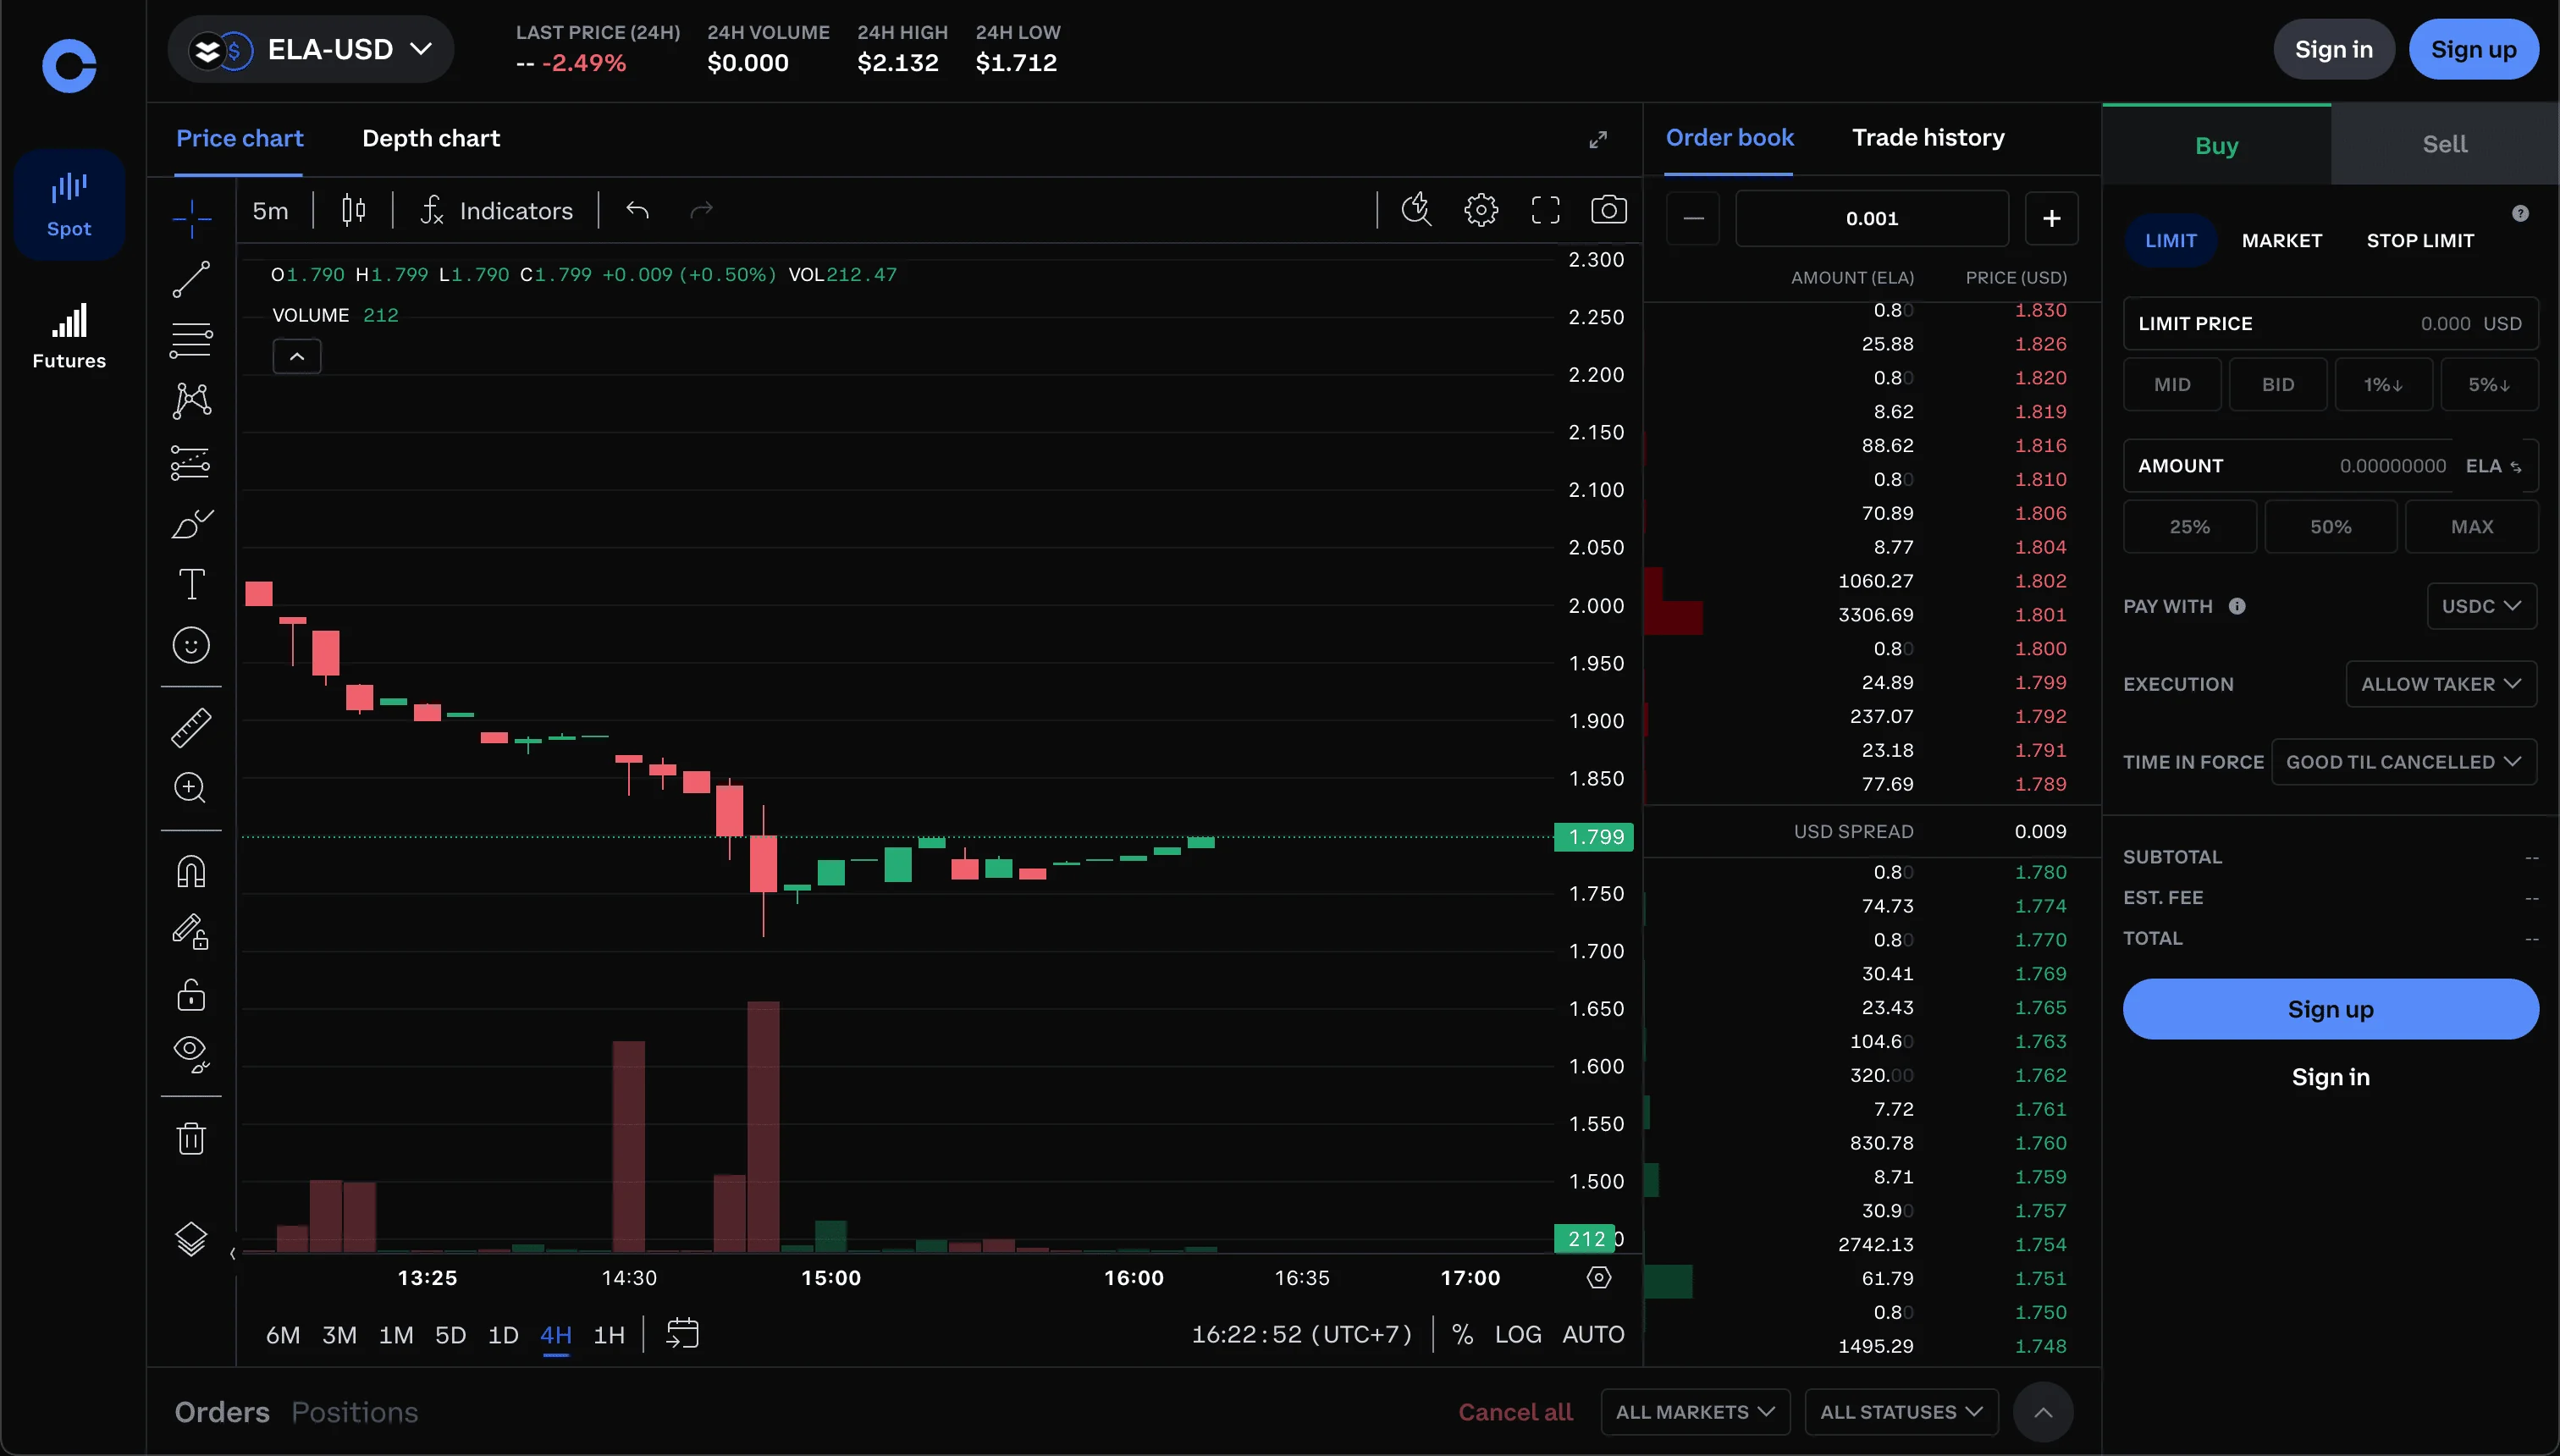 ELA-USD
LAST PRICE (24H)
-- -2.49%
24H VOLUME
$0.000
24H HIGH
$2.132
24H LOW
$1.712
Sign in
Sign up
Spot
Futures
Price chart
Depth chart
5m
Indicators
O1.790 H1.799 L1.790 C1.799 +0.009 (+0.50%) VOL212.47
VOLUME 212
2.300
2.250
2.200
2.150
2.100
2.050
2.000
1.950
1.900
1.850
1.799
1.750
1.700
1.650
1.600
1.550
1.500
212
13:25
14:30
15:00
16:00
16:35
17:00
6M 3M 1M 5D 1D 4H 1H
16:22:52 (UTC+7)
% LOG AUTO
Order book
Trade history
0.001
AMOUNT (ELA) PRICE (USD)
0.80 1.830
25.88 1.826
0.80 1.820
8.62 1.819
88.62 1.816
0.80 1.810
70.89 1.806
8.77 1.804
1060.27 1.802
3306.69 1.801
0.80 1.800
24.89 1.799
237.07 1.792
23.18 1.791
77.69 1.789
USD SPREAD 0.009
0.80 1.780
74.73 1.774
0.80 1.770
30.41 1.769
23.43 1.765
104.60 1.763
320.00 1.762
7.72 1.761
830.78 1.760
8.71 1.759
30.90 1.757
2742.13 1.754
61.79 1.751
0.80 1.750
1495.29 1.748
Buy
Sell
LIMIT
MARKET
STOP LIMIT
LIMIT PRICE 0.000 USD
MID
BID
1%↓
5%↓
AMOUNT 0.00000000 ELA
25%
50%
MAX
PAY WITH
USDC
EXECUTION
ALLOW TAKER
TIME IN FORCE
GOOD TIL CANCELLED
SUBTOTAL --
EST. FEE --
TOTAL --
Sign up
Sign in
Orders
Positions
Cancel all
ALL MARKETS
ALL STATUSES